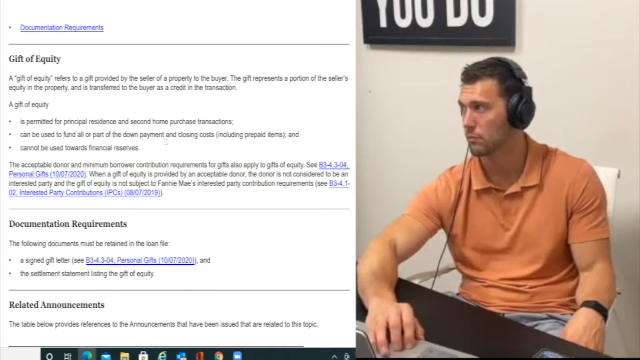 YOU DO
• Documentation Requirements
Gift of Equity
A "gift of equity" refers to a gift provided by the seller of a property to the buyer. The gift represents a portion of the seller's
equity in the property, and is transferred to the buyer as a credit in the transaction.
A gift of equity
• is permitted for principal residence and second home purchase transactions;
• can be used to fund all or part of the down payment and closing costs (including prepaid items); and
• cannot be used towards financial reserves.
The acceptable donor and minimum borrower contribution requirements for gifts also apply to gifts of equity. See B3-4.3-04,
Personal Gifts (10/07/2020). When a gift of equity is provided by an acceptable donor, the donor is not considered to be an
interested party and the gift of equity is not subject to Fannie Mae's interested party contribution requirements (see B3-4.1-
02, Interested Party Contributions (IPCs) (08/07/2019)).
Documentation Requirements
The following documents must be retained in the loan file:
• a signed gift letter (see B3-4.3-04, Personal Gifts (10/07/2020)), and
• the settlement statement listing the gift of equity.
Related Announcements
The table below provides references to the Announcements that have been issued that are related to this topic.